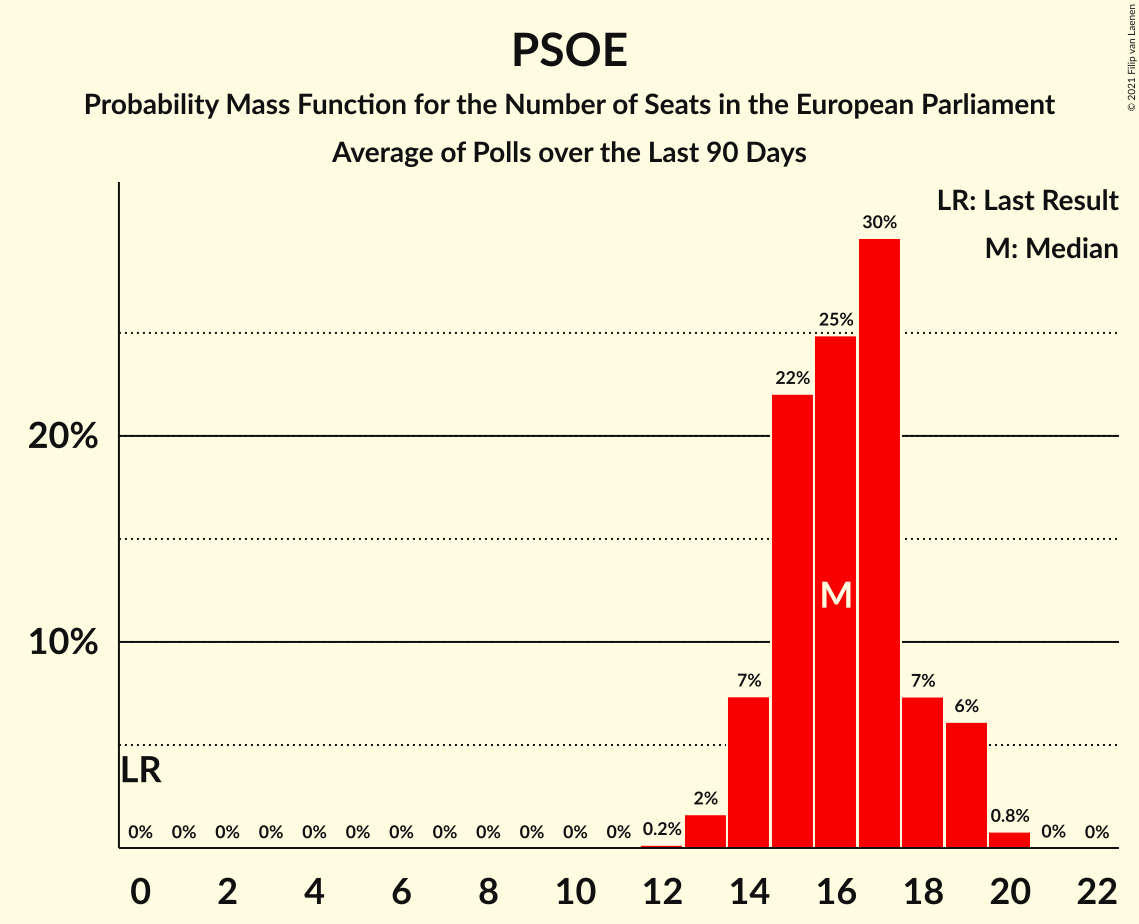 PSOE
Probability Mass Function for the Number of Seats in the European Parliament
Average of Polls over the Last 90 Days
© 2021 Filip van Laenen
LR: Last Result
M: Median
30%
25%
22%
20%
M
10%
7%
7%
6%
LR
2%
0% 0% 0% 0% 0% 0% 0% 0% 0% 0% 0% 0% 0.2% 0.8% 0% 0%
0 2 4 6 8 10 12 14 16 18 20 22